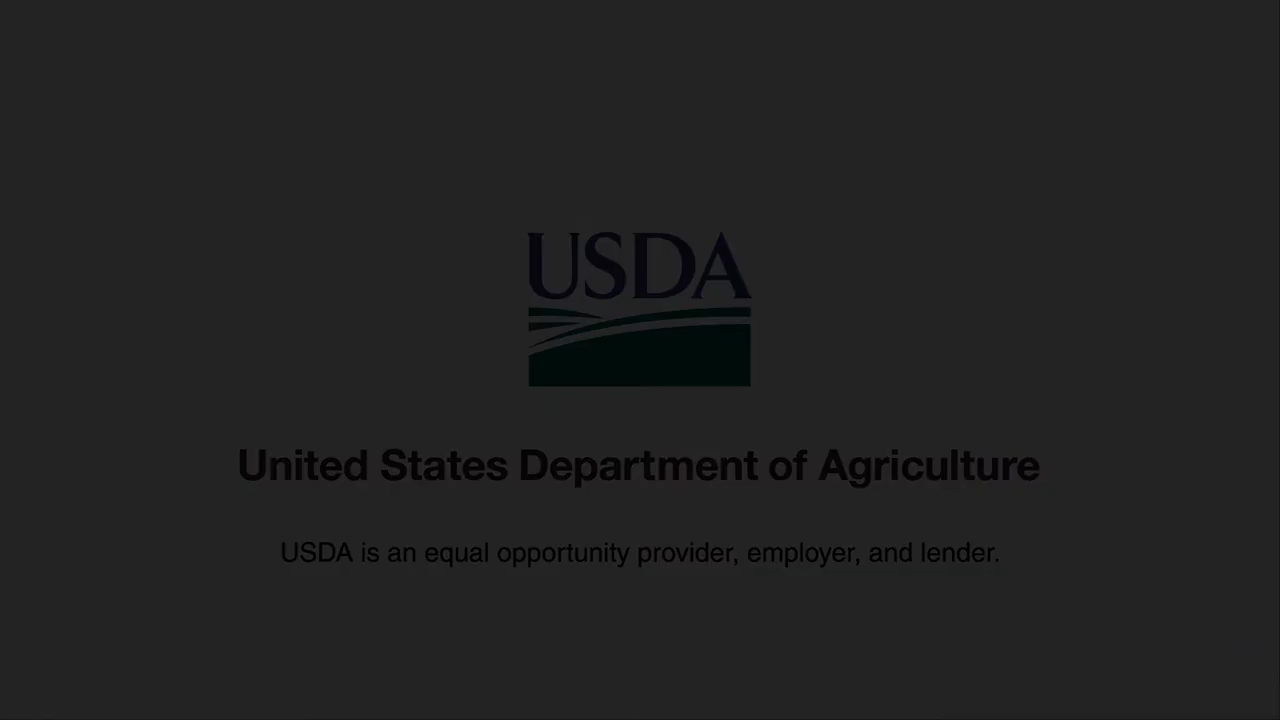 USDA
United States Department of Agriculture
USDA is an equal opportunity provider, employer, and lender.